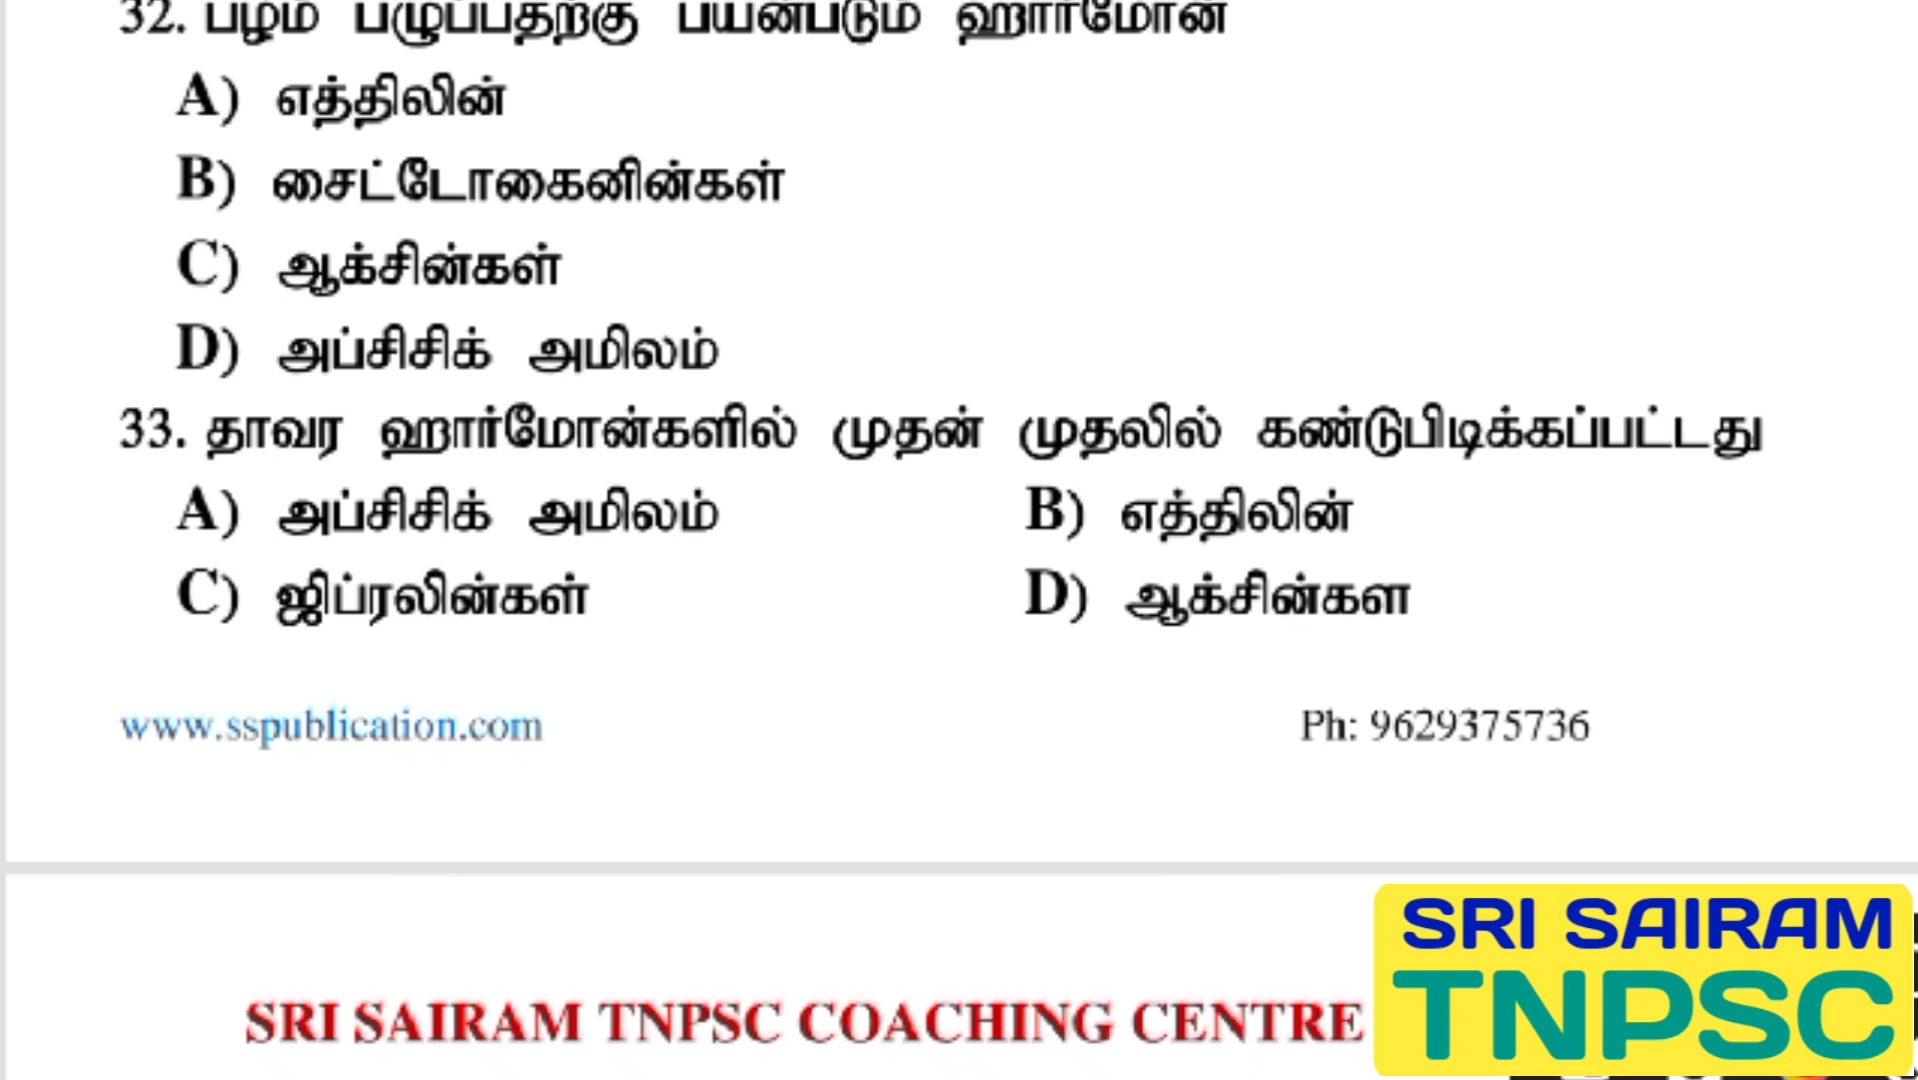 32. பழம் பழுப்பதற்கு பயன்படும் ஹார்மோன்
A) எத்திலின்
B) சைட்டோகைனின்கள்
C) ஆக்சின்கள்
D) அப்சிசிக் அமிலம்
33. தாவர ஹார்மோன்களில் முதன் முதலில் கண்டுபிடிக்கப்பட்டது
A) அப்சிசிக் அமிலம் B) எத்திலின்
C) ஜிப்ரலின்கள் D) ஆக்சின்கள
www.sspublication.com Ph: 9629375736
SRI SAIRAM
TNPSC
SRI SAIRAM TNPSC COACHING CENTRE